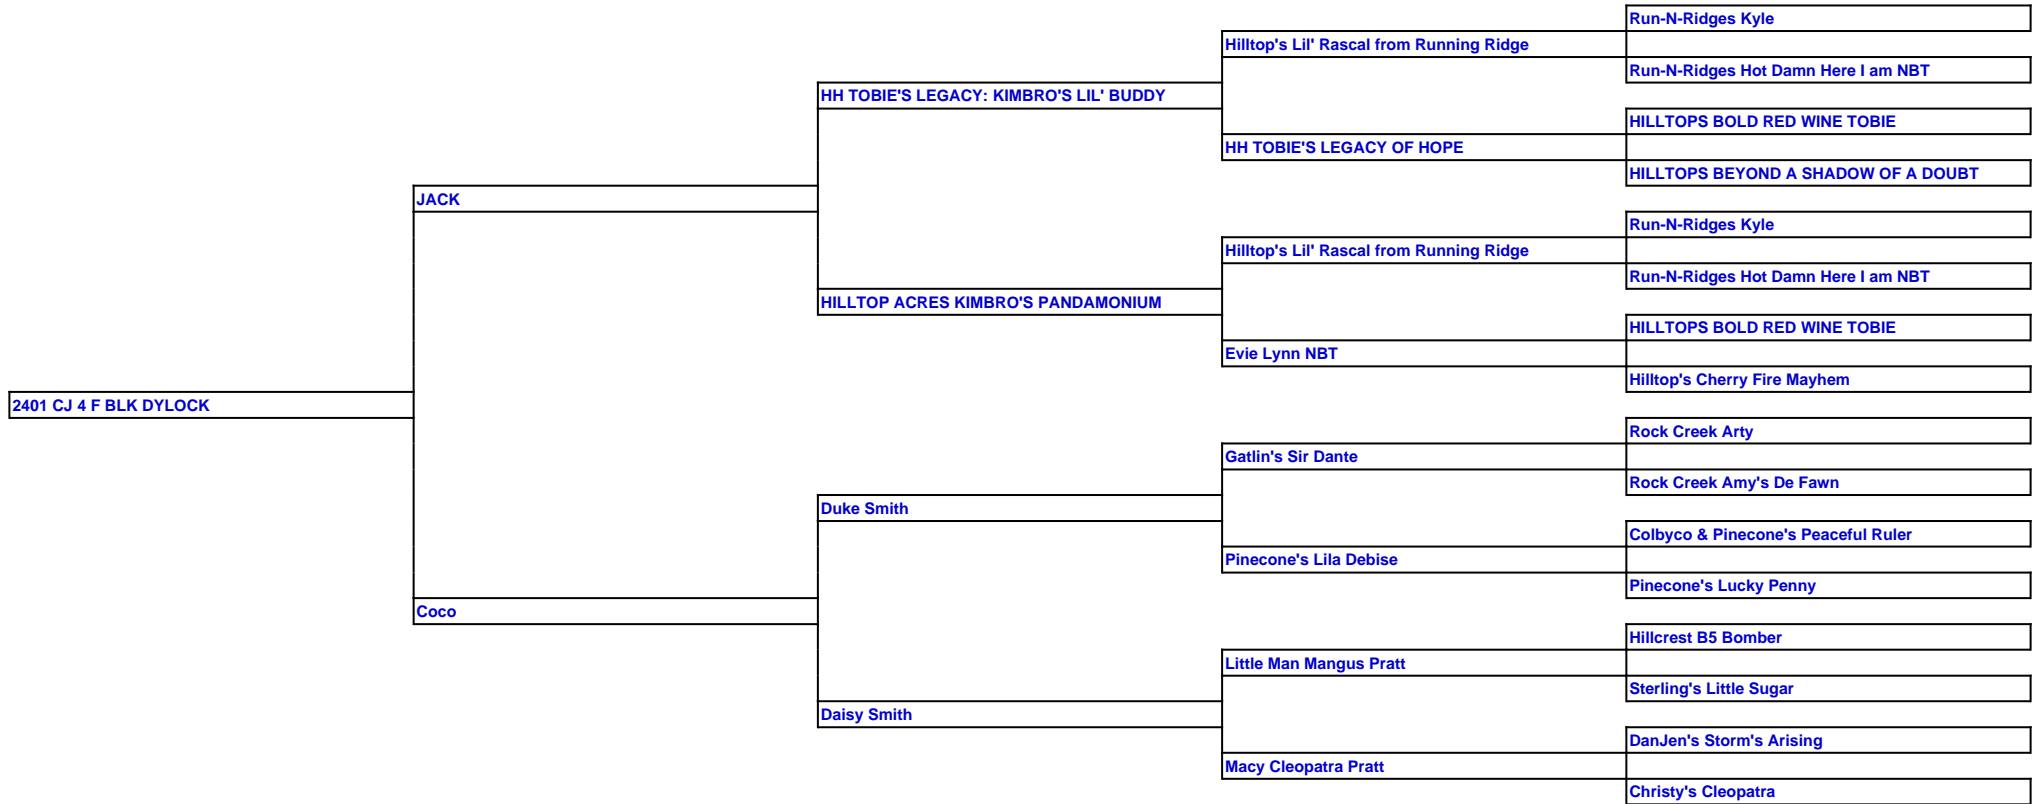 Run-N-Ridges Kyle
Hilltop's Lil' Rascal from Running Ridge
Run-N-Ridges Hot Damn Here I am NBT
HH TOBIE'S LEGACY: KIMBRO'S LIL' BUDDY
HILLTOPS BOLD RED WINE TOBIE
HH TOBIE'S LEGACY OF HOPE
HILLTOPS BEYOND A SHADOW OF A DOUBT
JACK
Run-N-Ridges Kyle
Hilltop's Lil' Rascal from Running Ridge
Run-N-Ridges Hot Damn Here I am NBT
HILLTOP ACRES KIMBRO'S PANDAMONIUM
HILLTOPS BOLD RED WINE TOBIE
Evie Lynn NBT
Hilltop's Cherry Fire Mayhem
2401 CJ 4 F BLK DYLOCK
Rock Creek Arty
Gatlin's Sir Dante
Rock Creek Amy's De Fawn
Duke Smith
Colbyco & Pinecone's Peaceful Ruler
Pinecone's Lila Debise
Pinecone's Lucky Penny
Coco
Hillcrest B5 Bomber
Little Man Mangus Pratt
Sterling's Little Sugar
Daisy Smith
DanJen's Storm's Arising
Macy Cleopatra Pratt
Christy's Cleopatra